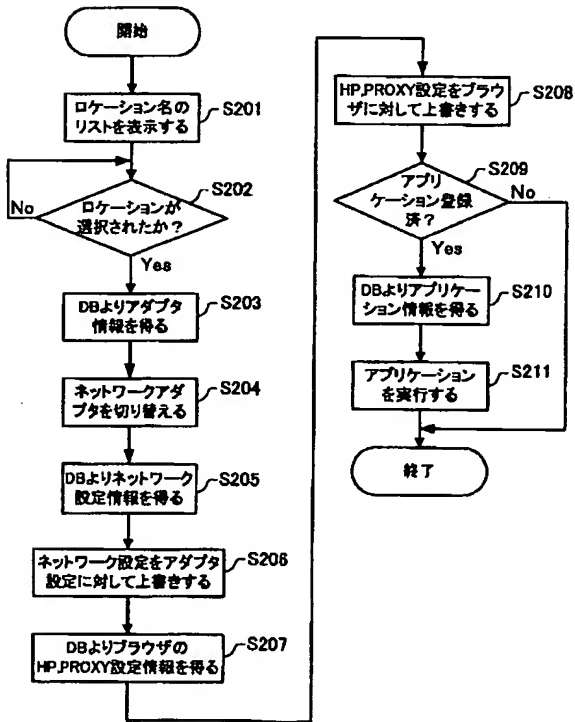 開始
ロケーション名の
リストを表示する
S201
ロケーションが
選択されたか？
S202
No
Yes
DBよりアダプタ
情報を得る
S203
ネットワークアダ
プタを切り替える
S204
DBよりネットワーク
設定情報を得る
S205
ネットワーク設定をアダプタ
設定に対して上書きする
S206
DBよりブラウザの
HP,PROXY設定情報を得る
S207
HP,PROXY設定をブラウ
ザに対して上書きする
S208
アプリ
ケーション登録
済？
S209
No
Yes
DBよりアプリケー
ション情報を得る
S210
アプリケーション
を実行する
S211
終了